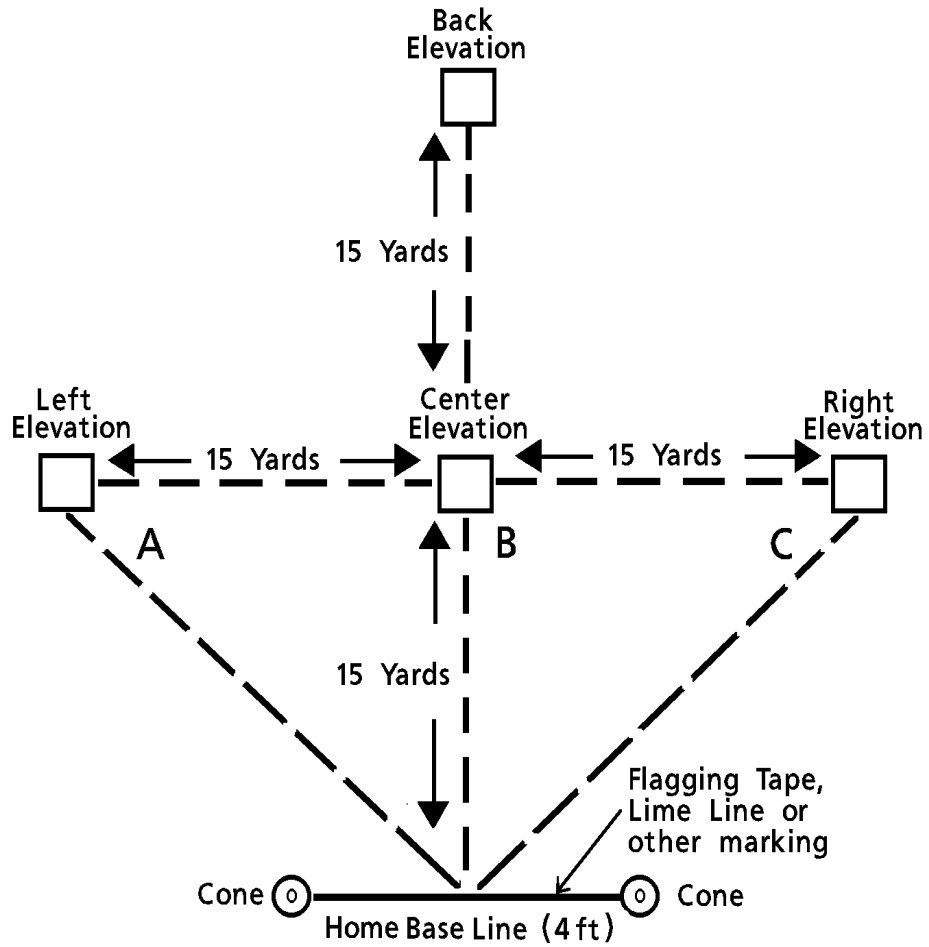 Back
Elevation
15 Yards
Left
Elevation
Center
Elevation
Right
Elevation
15 Yards
15 Yards
A
B
C
15 Yards
Flagging Tape,
Lime Line or
other marking
Cone
Cone
Home Base Line (4 ft)